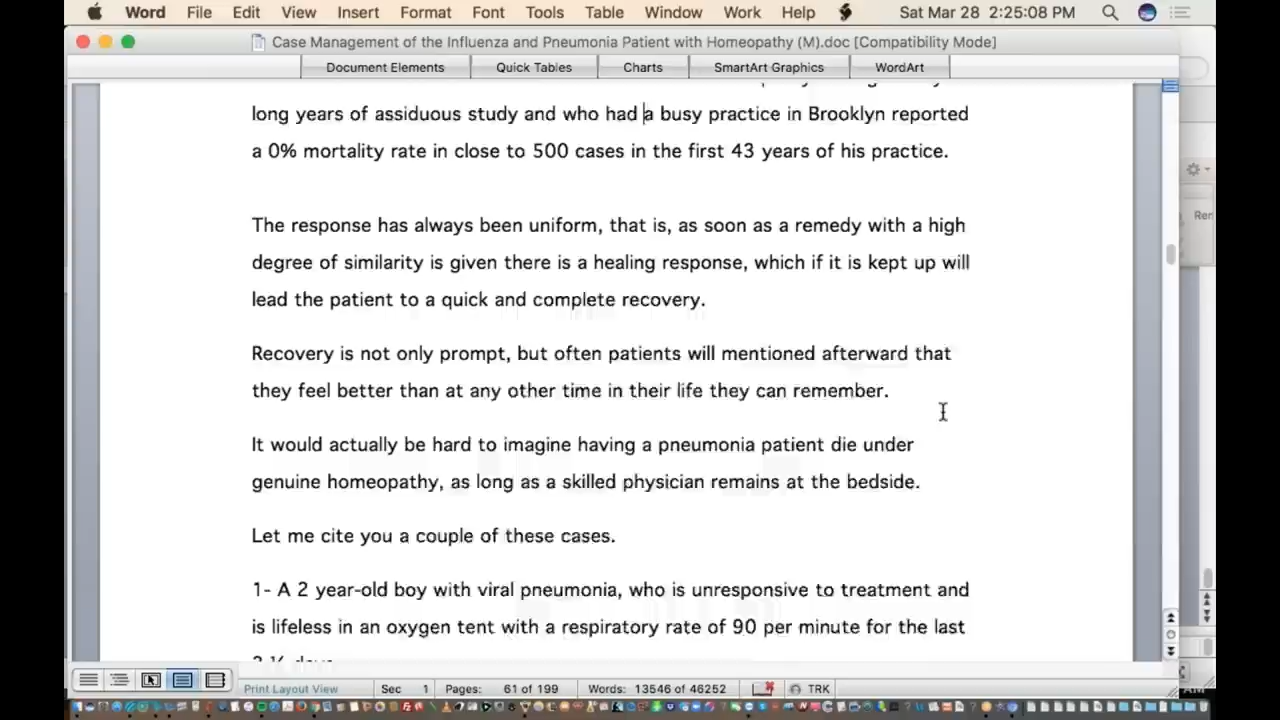 Word File Edit View Insert Format Font Tools Table Window Work Help Sat Mar 28 2:25:08 PM
Case Management of the Influenza and Pneumonia Patient with Homeopathy (M).doc [Compatibility Mode]
Document Elements Quick Tables Charts SmartArt Graphics WordArt
long years of assiduous study and who had a busy practice in Brooklyn reported
a 0% mortality rate in close to 500 cases in the first 43 years of his practice.
The response has always been uniform, that is, as soon as a remedy with a high
degree of similarity is given there is a healing response, which if it is kept up will
lead the patient to a quick and complete recovery.
Recovery is not only prompt, but often patients will mentioned afterward that
they feel better than at any other time in their life they can remember.
It would actually be hard to imagine having a pneumonia patient die under
genuine homeopathy, as long as a skilled physician remains at the bedside.
Let me cite you a couple of these cases.
1- A 2 year-old boy with viral pneumonia, who is unresponsive to treatment and
is lifeless in an oxygen tent with a respiratory rate of 90 per minute for the last
Print Layout View Sec 1 Pages: 61 of 199 Words: 13546 of 46252 TRK